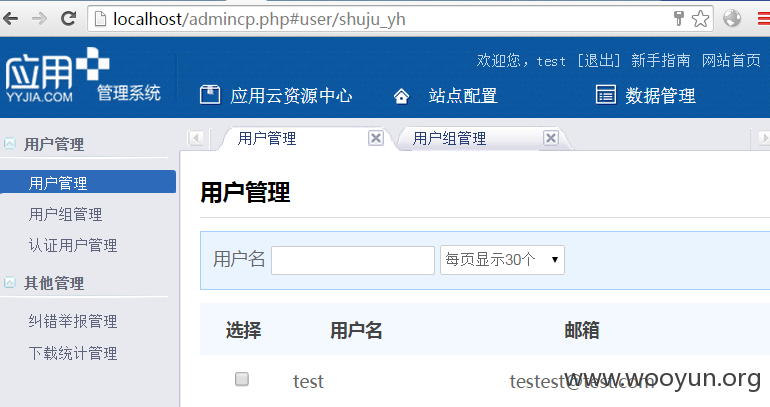 localhost/admincp.php#user/shuju_yh
应用
YYJIA.COM 管理系统
欢迎您，test [退出] 新手指南 网站首页
应用云资源中心 站点配置 数据管理
用户管理
用户管理
用户组管理
认证用户管理
其他管理
纠错举报管理
下载统计管理
用户管理 用户组管理
用户管理
用户名 每页显示30个
选择 用户名 邮箱
test testest@test.com
www.wooyun.org